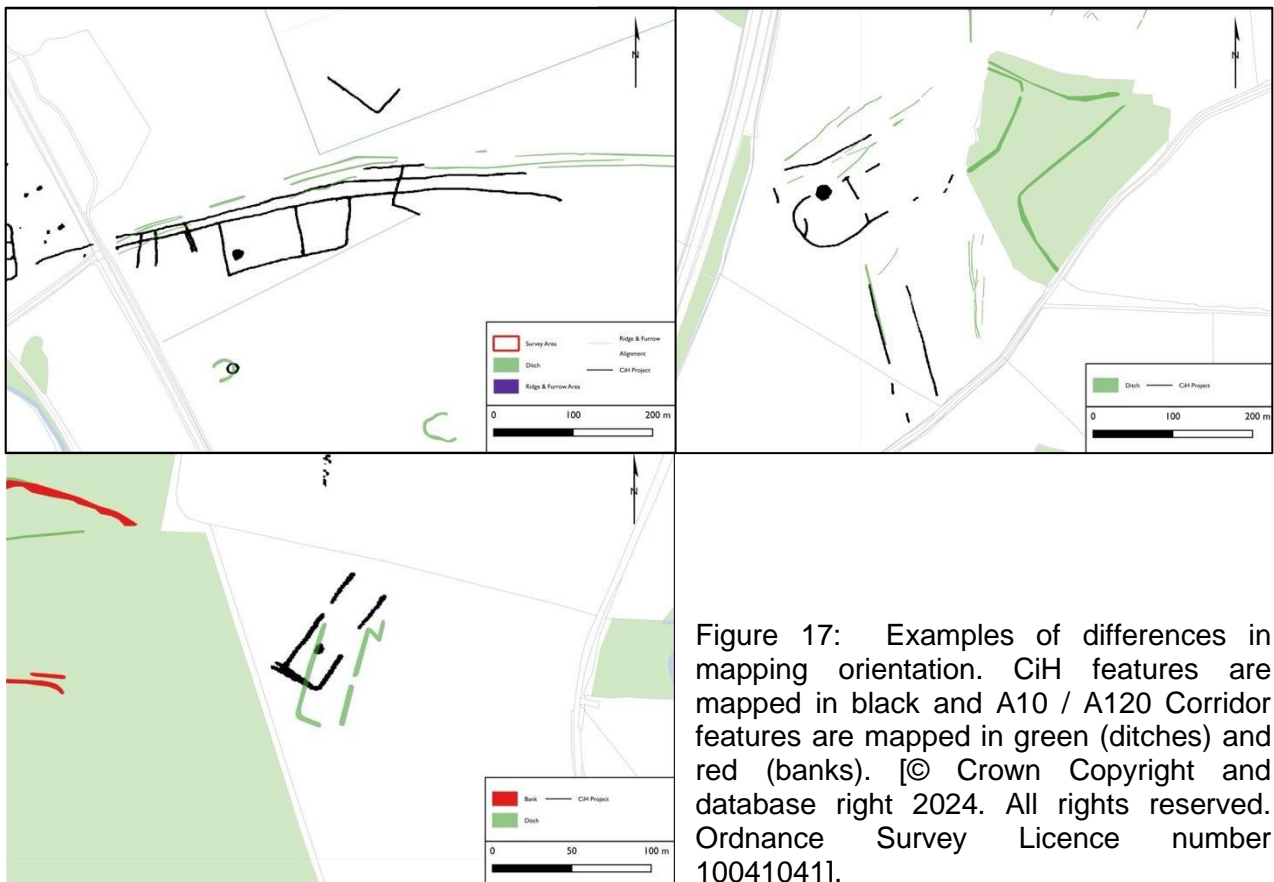 N
Survey Area
Ditch
Ridge & Furrow Area
Ridge & Furrow
Alignment
CiH Project
0 100 200 m
N
Ditch CiH Project
0 100 200 m
N
Bank CiH Project
Ditch
0 50 100 m
Figure 17: Examples of differences in
mapping orientation. CiH features are
mapped in black and A10 / A120 Corridor
features are mapped in green (ditches) and
red (banks). [© Crown Copyright and
database right 2024. All rights reserved.
Ordnance Survey Licence number
10041041].